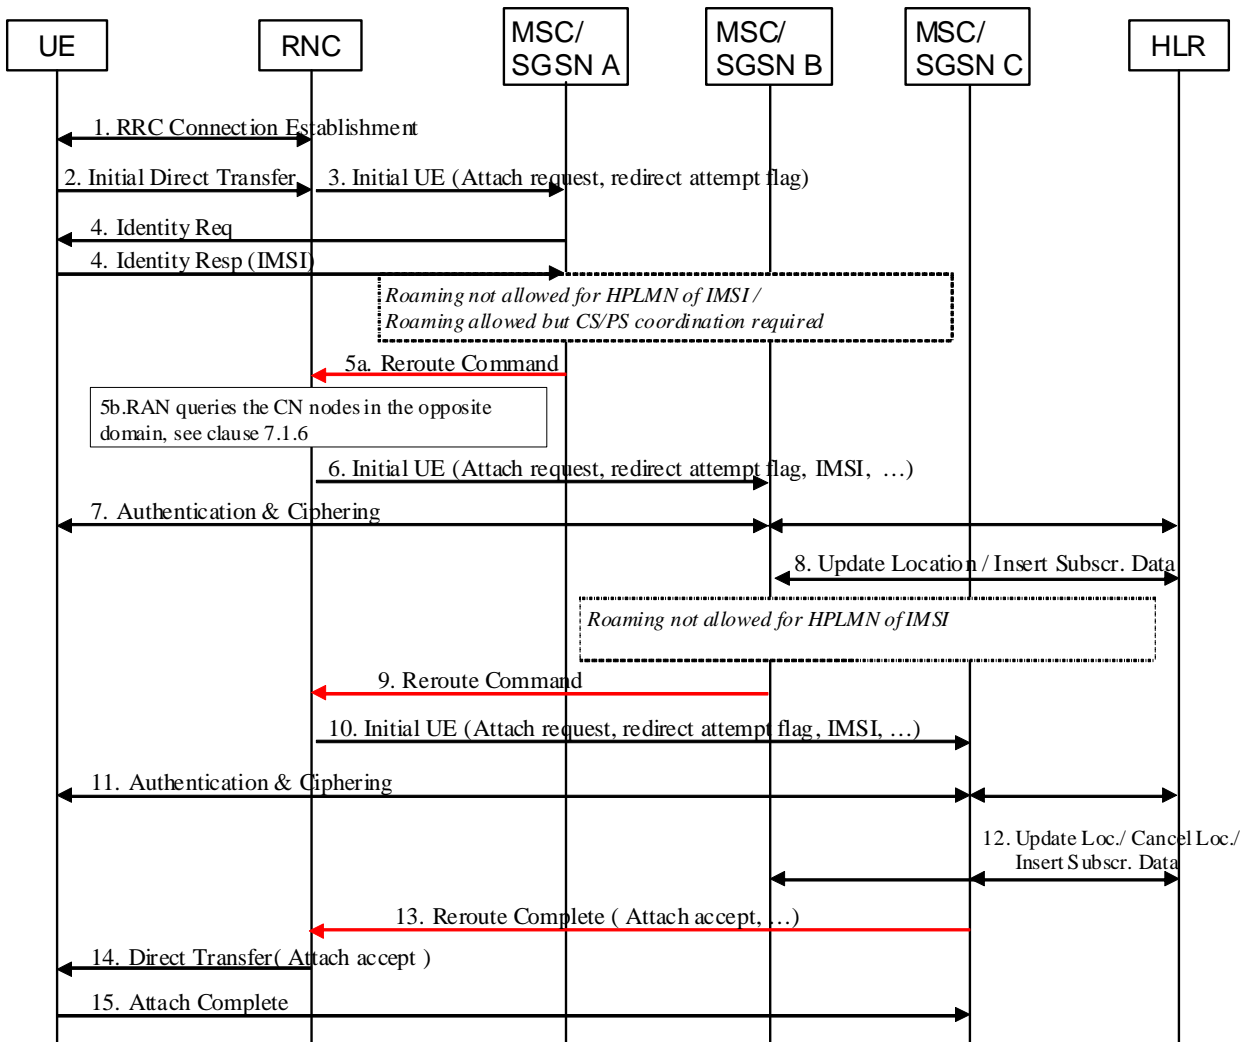 UE
RNC
MSC/
SGSN A
MSC/
SGSN B
MSC/
SGSN C
HLR
1. RRC Connection Establishment
2. Initial Direct Transfer
3. Initial UE (Attach request, redirect attempt flag)
4. Identity Req
4. Identity Resp (IMSI)
Roaming not allowed for HPLMN of IMSI /
Roaming allowed but CS/PS coordination required
5a. Reroute Command
5b.RAN queries the CN nodes in the opposite
domain, see clause 7.1.6
6. Initial UE (Attach request, redirect attempt flag, IMSI, …)
7. Authentication & Ciphering
8. Update Location / Insert Subscr. Data
Roaming not allowed for HPLMN of IMSI
9. Reroute Command
10. Initial UE (Attach request, redirect attempt flag, IMSI, …)
11. Authentication & Ciphering
12. Update Loc./ Cancel Loc./
Insert Subscr. Data
13. Reroute Complete ( Attach accept, …)
14. Direct Transfer( Attach accept )
15. Attach Complete